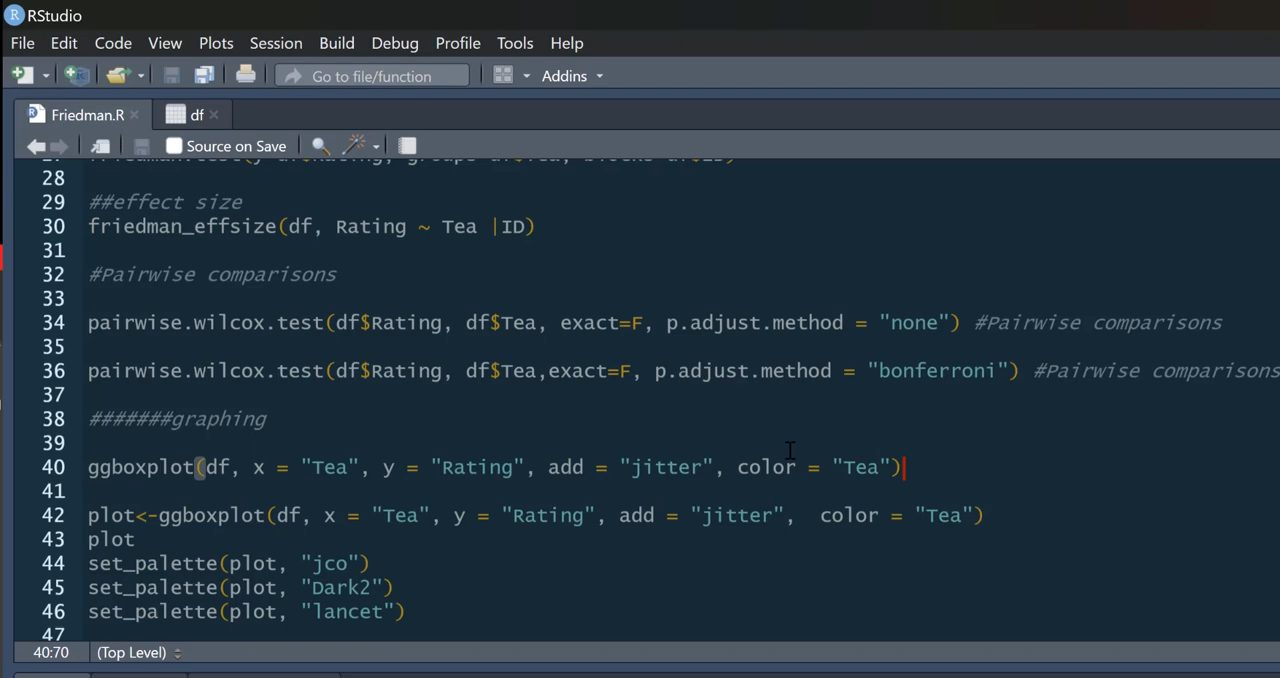 RStudio
File Edit Code View Plots Session Build Debug Profile Tools Help
Go to file/function Addins
Friedman.R df
Source on Save
28
29 ##effect size
30 friedman_effsize(df, Rating ~ Tea |ID)
31
32 #Pairwise comparisons
33
34 pairwise.wilcox.test(df$Rating, df$Tea, exact=F, p.adjust.method = "none") #Pairwise comparisons
35
36 pairwise.wilcox.test(df$Rating, df$Tea,exact=F, p.adjust.method = "bonferroni") #Pairwise comparisons
37
38 #######graphing
39
40 ggboxplot(df, x = "Tea", y = "Rating", add = "jitter", color = "Tea")
41
42 plot<-ggboxplot(df, x = "Tea", y = "Rating", add = "jitter",  color = "Tea")
43 plot
44 set_palette(plot, "jco")
45 set_palette(plot, "Dark2")
46 set_palette(plot, "lancet")
47
40:70 (Top Level)